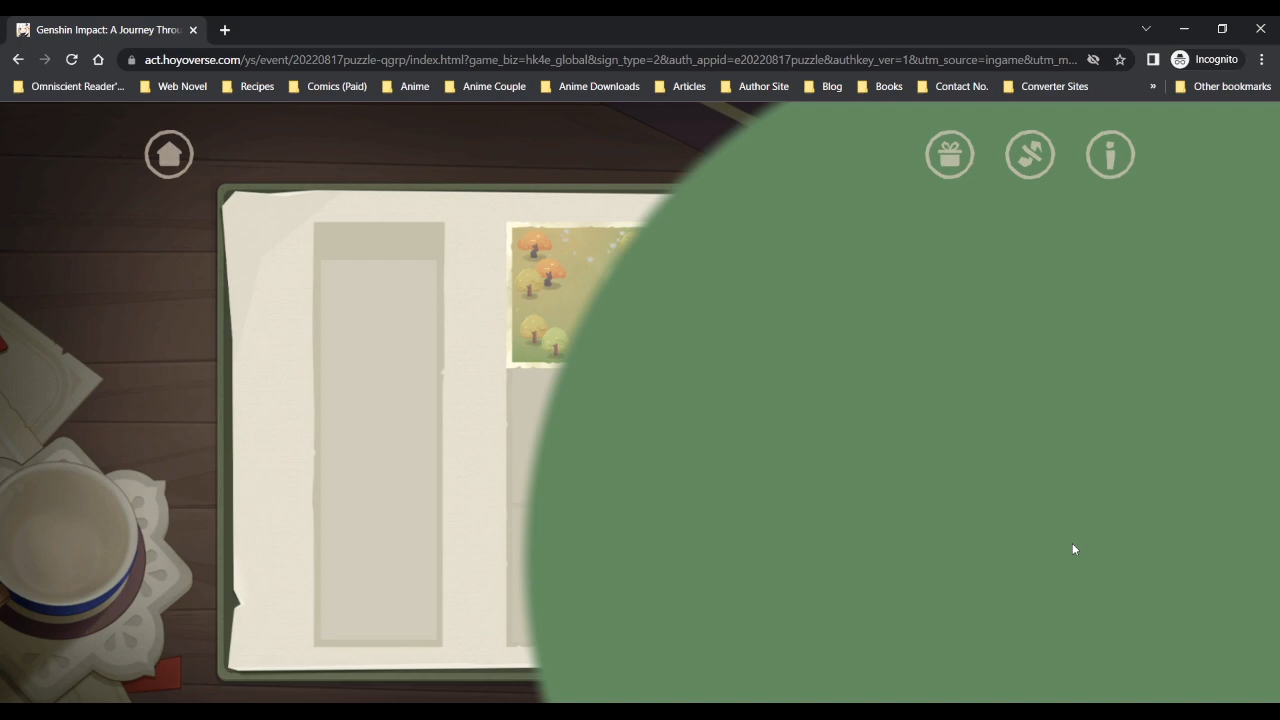 Genshin Impact: A Journey Throu
act.hoyoverse.com/ys/event/20220817puzzle-qgrp/index.html?game_biz=hk4e_global&sign_type=2&auth_appid=e20220817puzzle&authkey_ver=1&utm_source=ingame&utm_m... Incognito
Omniscient Reader'... Web Novel Recipes Comics (Paid) Anime Anime Couple Anime Downloads Articles Author Site Blog Books Contact No. Converter Sites » Other bookmarks